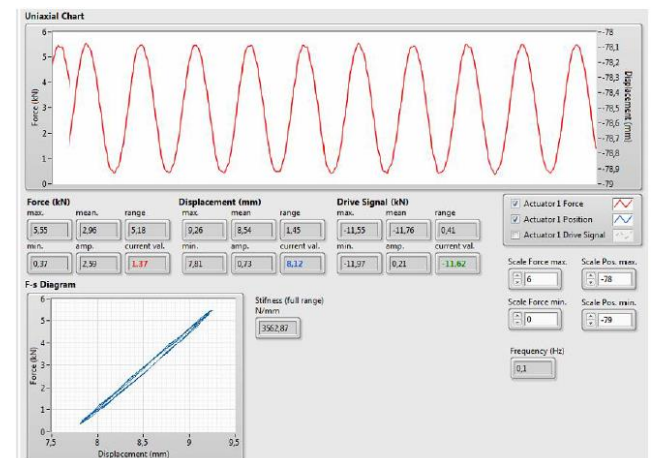 Uniaxial Chart
6
5
4
3
2
1
0
Force (kN)
-78
-78,1
-78,2
-78,3
-78,4
-78,5
-78,6
-78,7
-78,8
-78,9
-79
Displacement (mm)
Force (kN) Displacement (mm) Drive Signal (kN)
max. mean. range max. mean range max. mean range
5,55 2,96 5,18 9,26 8,54 1,45 -11,55 -11,76 0,41
min. amp. current val. min. amp. current val. min. amp. current val.
0,37 2,59 1,37 7,81 0,73 8,12 -11,97 0,21 -11,62
Actuator 1 Force
Actuator 1 Position
Actuator 1 Drive Signal
Scale Force max. Scale Pos. max.
6 -78
Scale Force min. Scale Pos. min.
0 -79
Frequency (Hz)
0,1
F-s Diagram
6
5
4
3
2
1
0
Force (kN)
7,5 8 8,5 9 9,5
Displacement (mm)
Stiffness (full range)
N/mm
3562,87